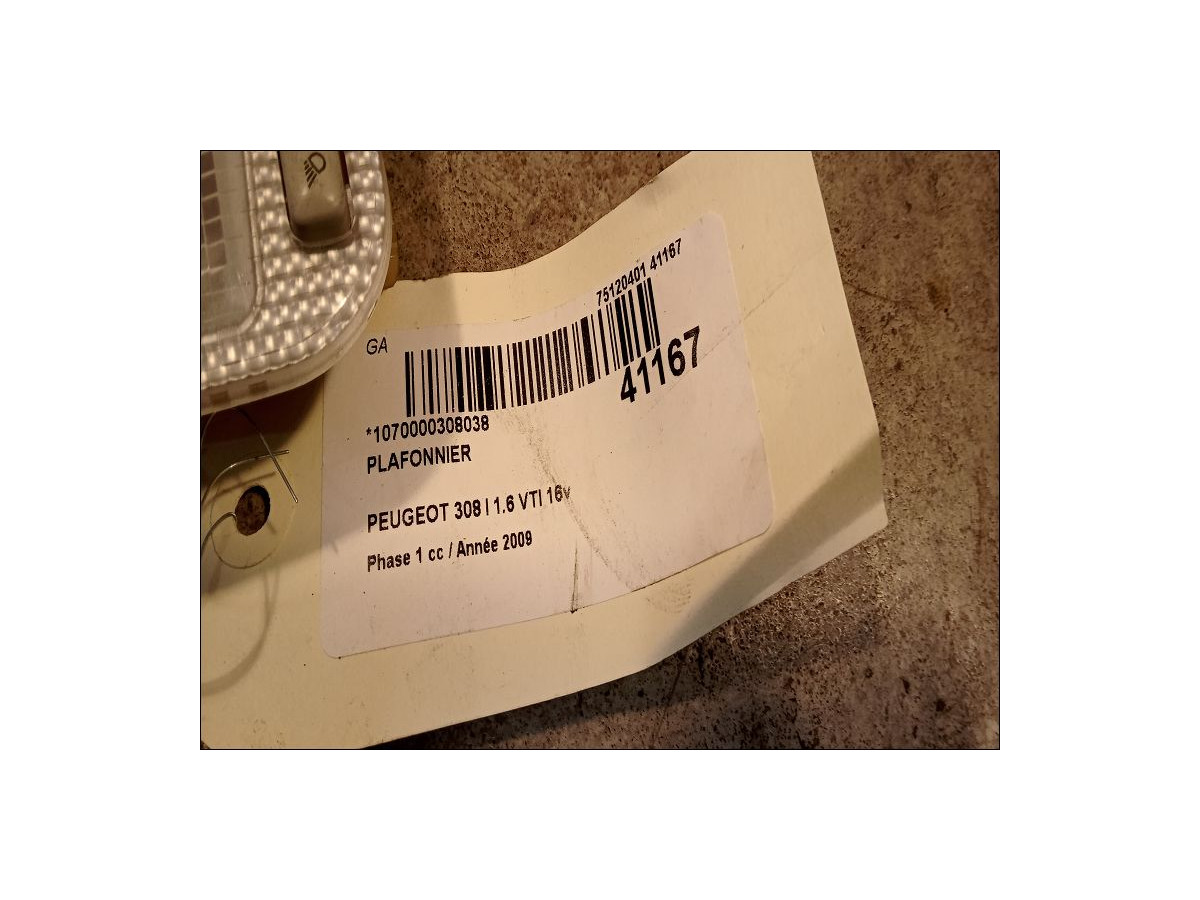 75120401 41167
GA
41167
*1070000308038
PLAFONNIER
PEUGEOT 308 I 1.6 VTI 16v
Phase 1 cc / Année 2009